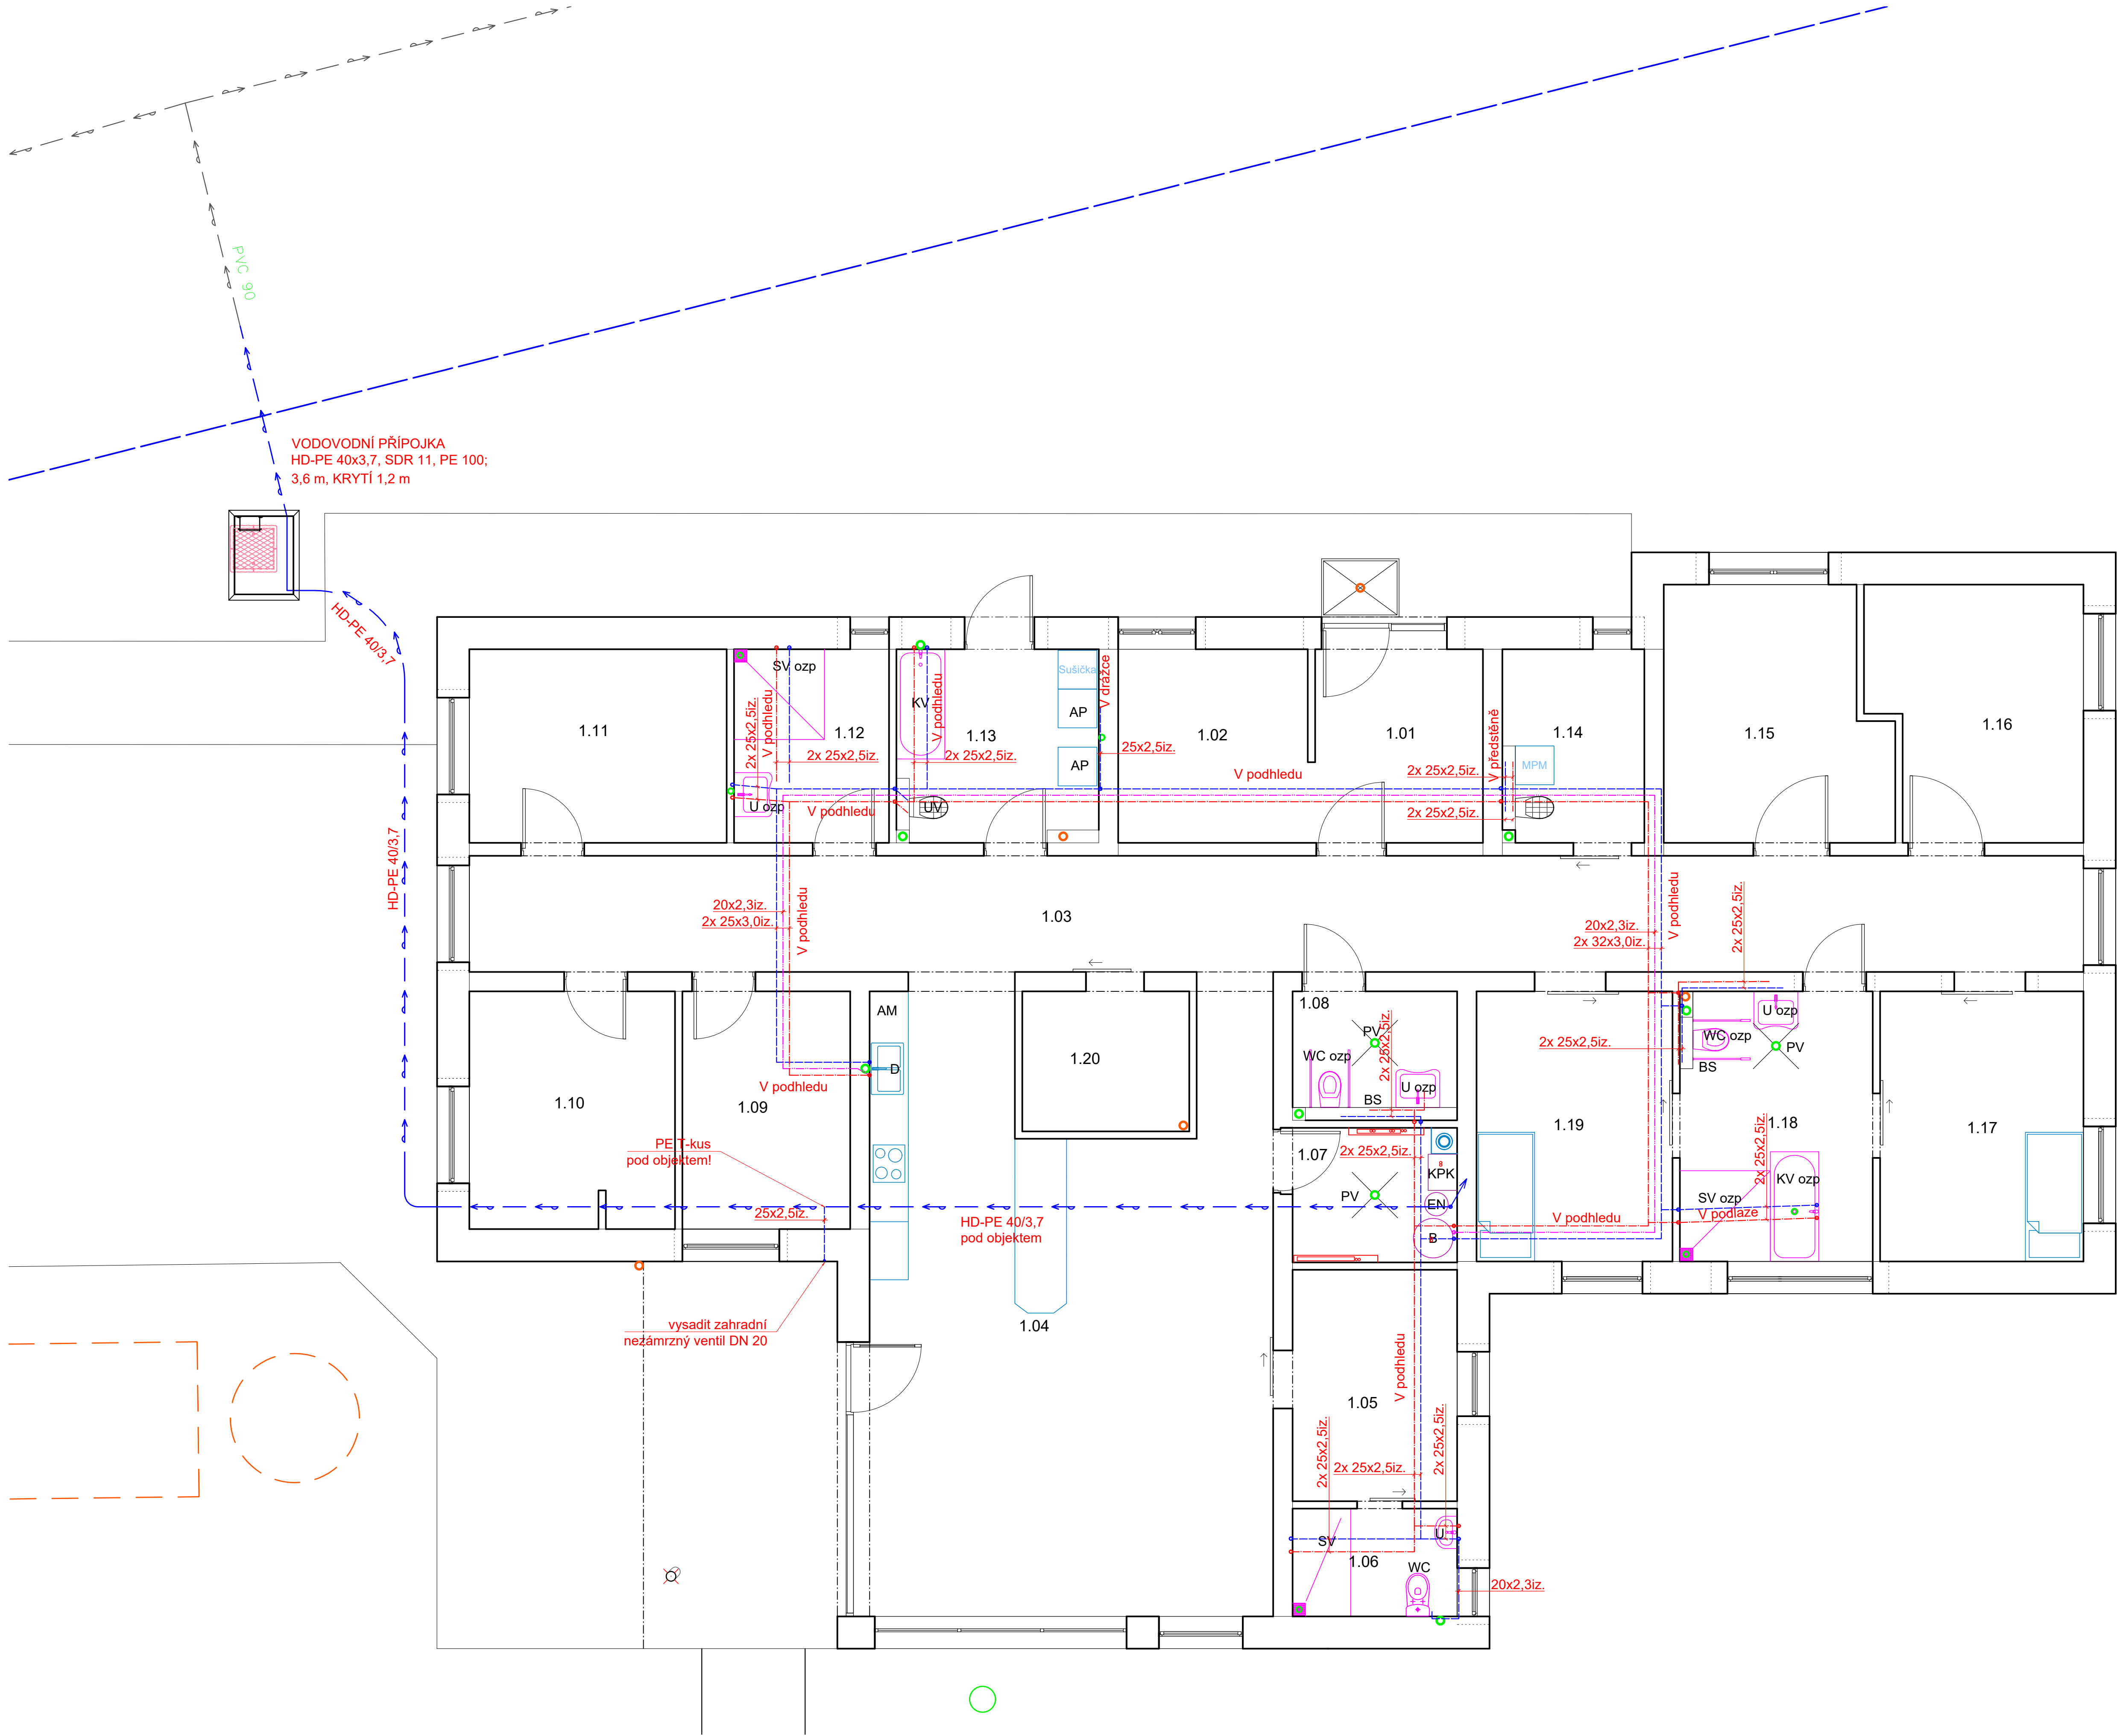 PVC 90
VODOVODNÍ PŘÍPOJKA
HD-PE 40x3,7, SDR 11, PE 100;
3,6 m, KRYTÍ 1,2 m
HD-PE 40/3,7
HD-PE 40/3,7
1.11
SV ozp
2x 25x2,5iz.
V podhledu
1.12
2x 25x2,5iz.
U ozp
V podhledu
KV
V podhledu
1.13
2x 25x2,5iz.
UV
Sušička
AP
AP
V drážce
25x2,5iz.
1.02
V podhledu
1.01
2x 25x2,5iz.
2x 25x2,5iz.
V předstěně
1.14
MPM
1.15
1.16
20x2,3iz.
2x 25x3,0iz.
V podhledu
1.03
20x2,3iz.
2x 32x3,0iz.
V podhledu
2x 25x2,5iz.
1.10
1.09
V podhledu
AM
D
1.20
1.08
PV
2x 25x2,5iz.
WC ozp
U ozp
BS
1.07
2x 25x2,5iz.
KPK
PV
EN
B
2x 25x2,5iz.
1.19
V podhledu
U ozp
WC ozp
PV
BS
1.18
2x 25x2,5iz.
KV ozp
SV ozp
V podlaze
1.17
PE T-kus
pod objektem!
25x2,5iz.
HD-PE 40/3,7
pod objektem
vysadit zahradní
nezámrzný ventil DN 20
1.04
V podhledu
1.05
2x 25x2,5iz.
2x 25x2,5iz.
2x 25x2,5iz.
SV
U
1.06
WC
20x2,3iz.